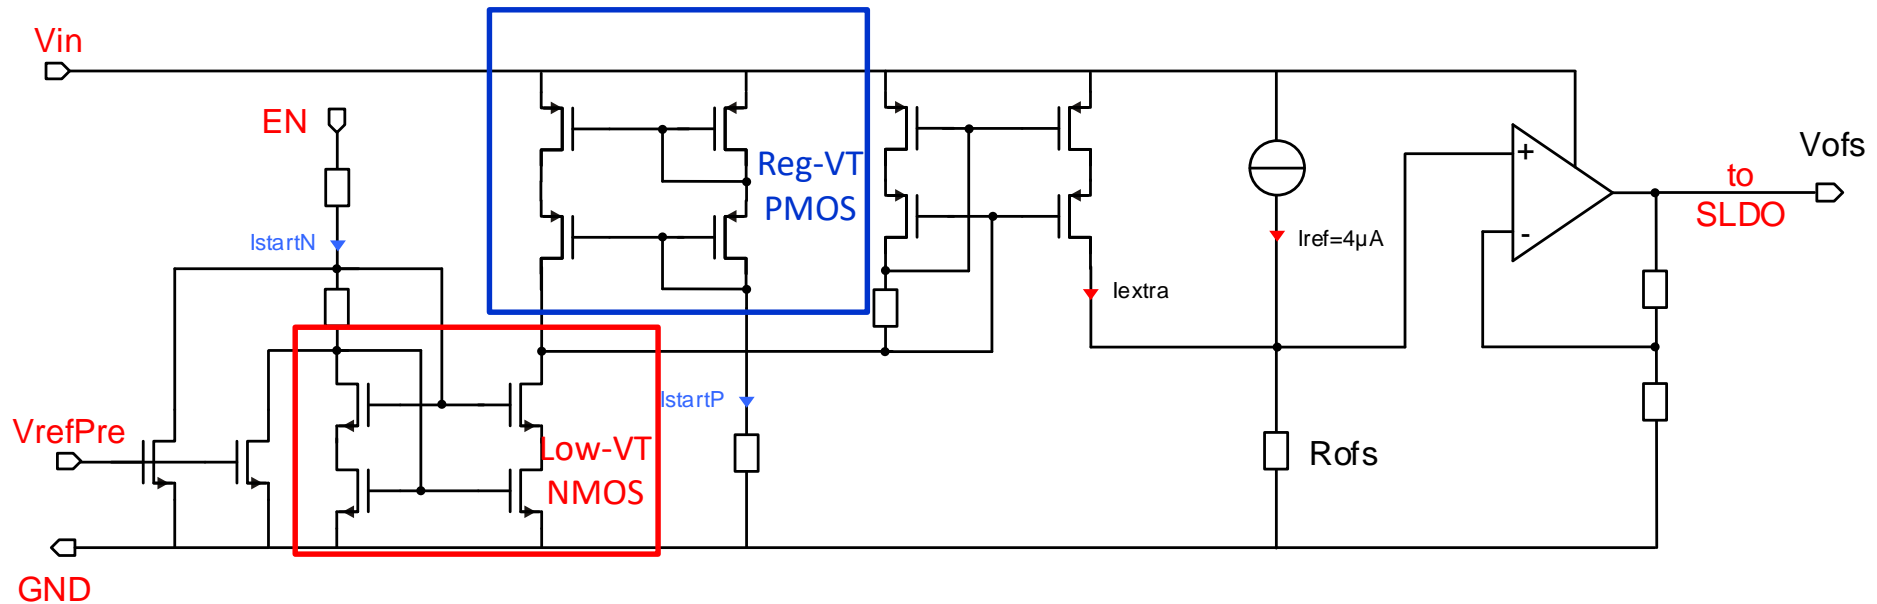 Vin
EN
Reg-VT
PMOS
Vofs
to
SLDO
IstartN
Iref=4µA
Iextra
+
-
IstartP
VrefPre
Low-VT
NMOS
Rofs
GND